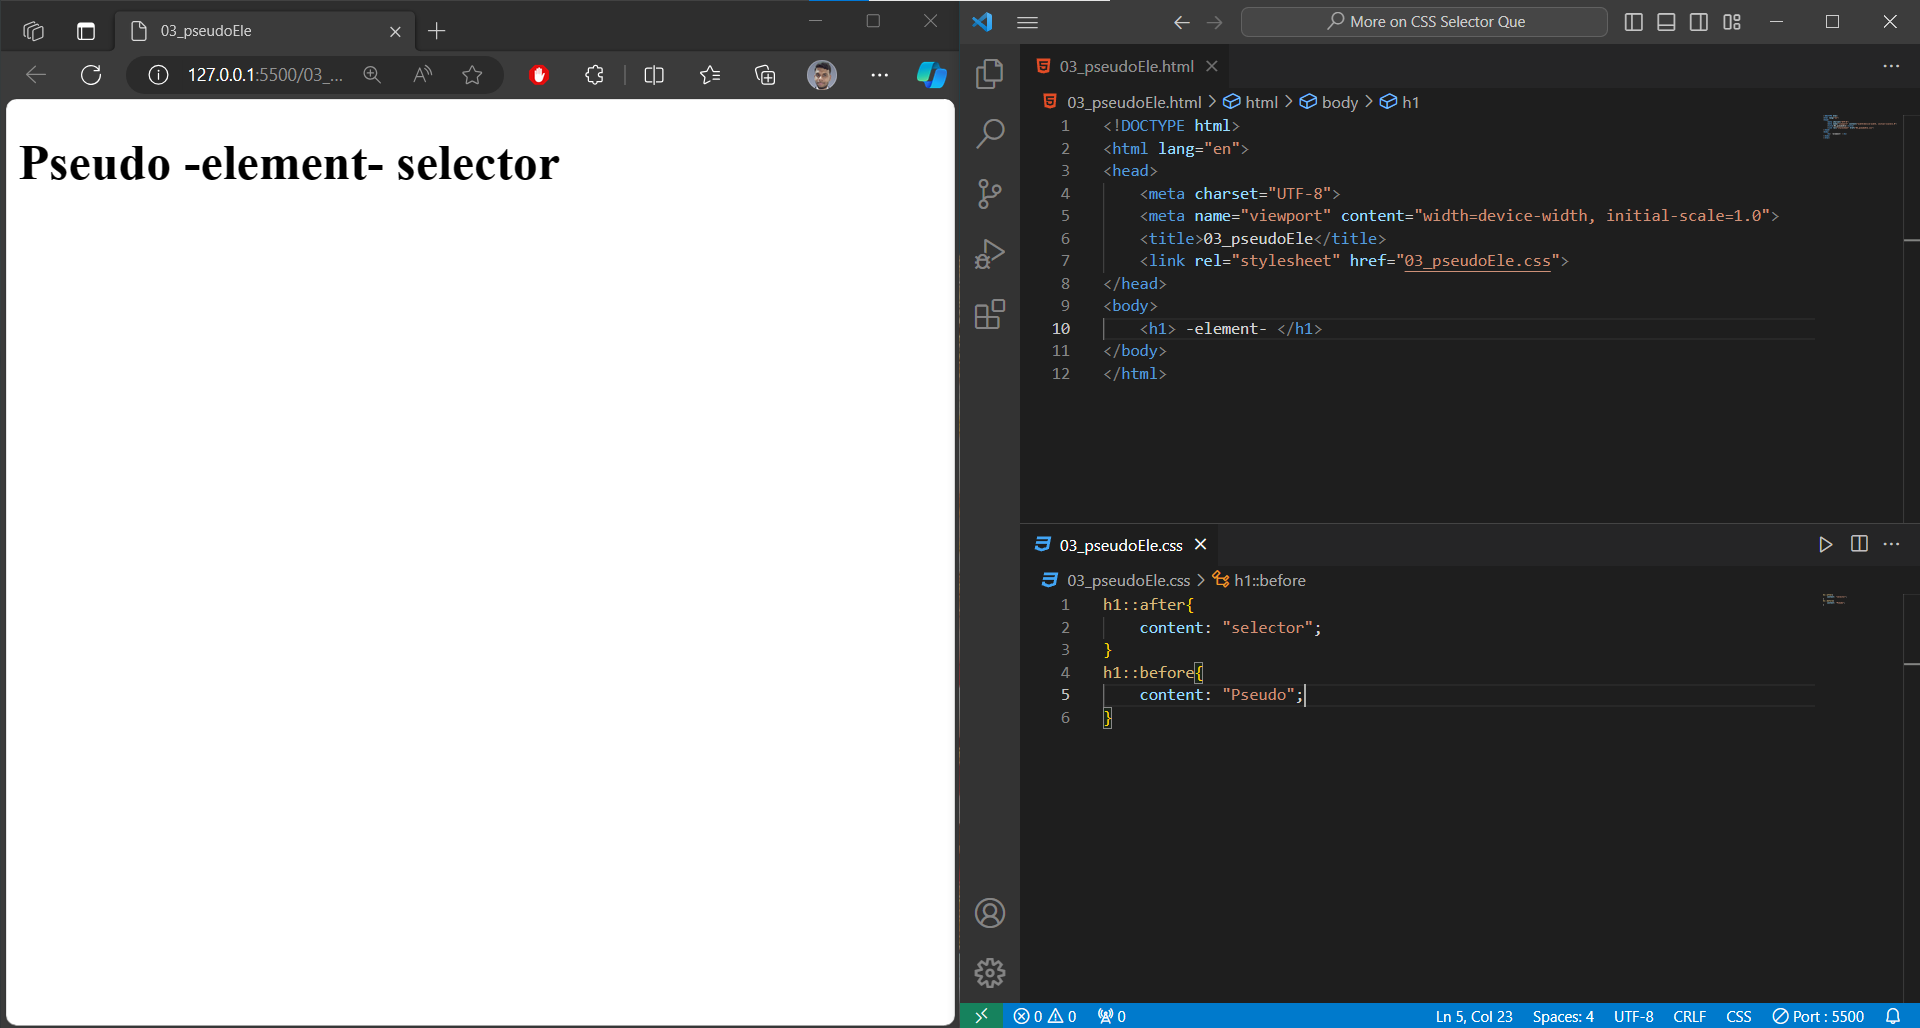 03_pseudoEle
127.0.0.1:5500/03_...
Pseudo -element- selector
More on CSS Selector Que
03_pseudoEle.html
03_pseudoEle.html > html > body > h1
1 <!DOCTYPE html>
2 <html lang="en">
3 <head>
4 <meta charset="UTF-8">
5 <meta name="viewport" content="width=device-width, initial-scale=1.0">
6 <title>03_pseudoEle</title>
7 <link rel="stylesheet" href="03_pseudoEle.css">
8 </head>
9 <body>
10 <h1> -element- </h1>
11 </body>
12 </html>
03_pseudoEle.css
03_pseudoEle.css > h1::before
1 h1::after{
2 content: "selector";
3 }
4 h1::before{
5 content: "Pseudo";
6 }
0 0 0 Ln 5, Col 23 Spaces: 4 UTF-8 CRLF CSS Port : 5500